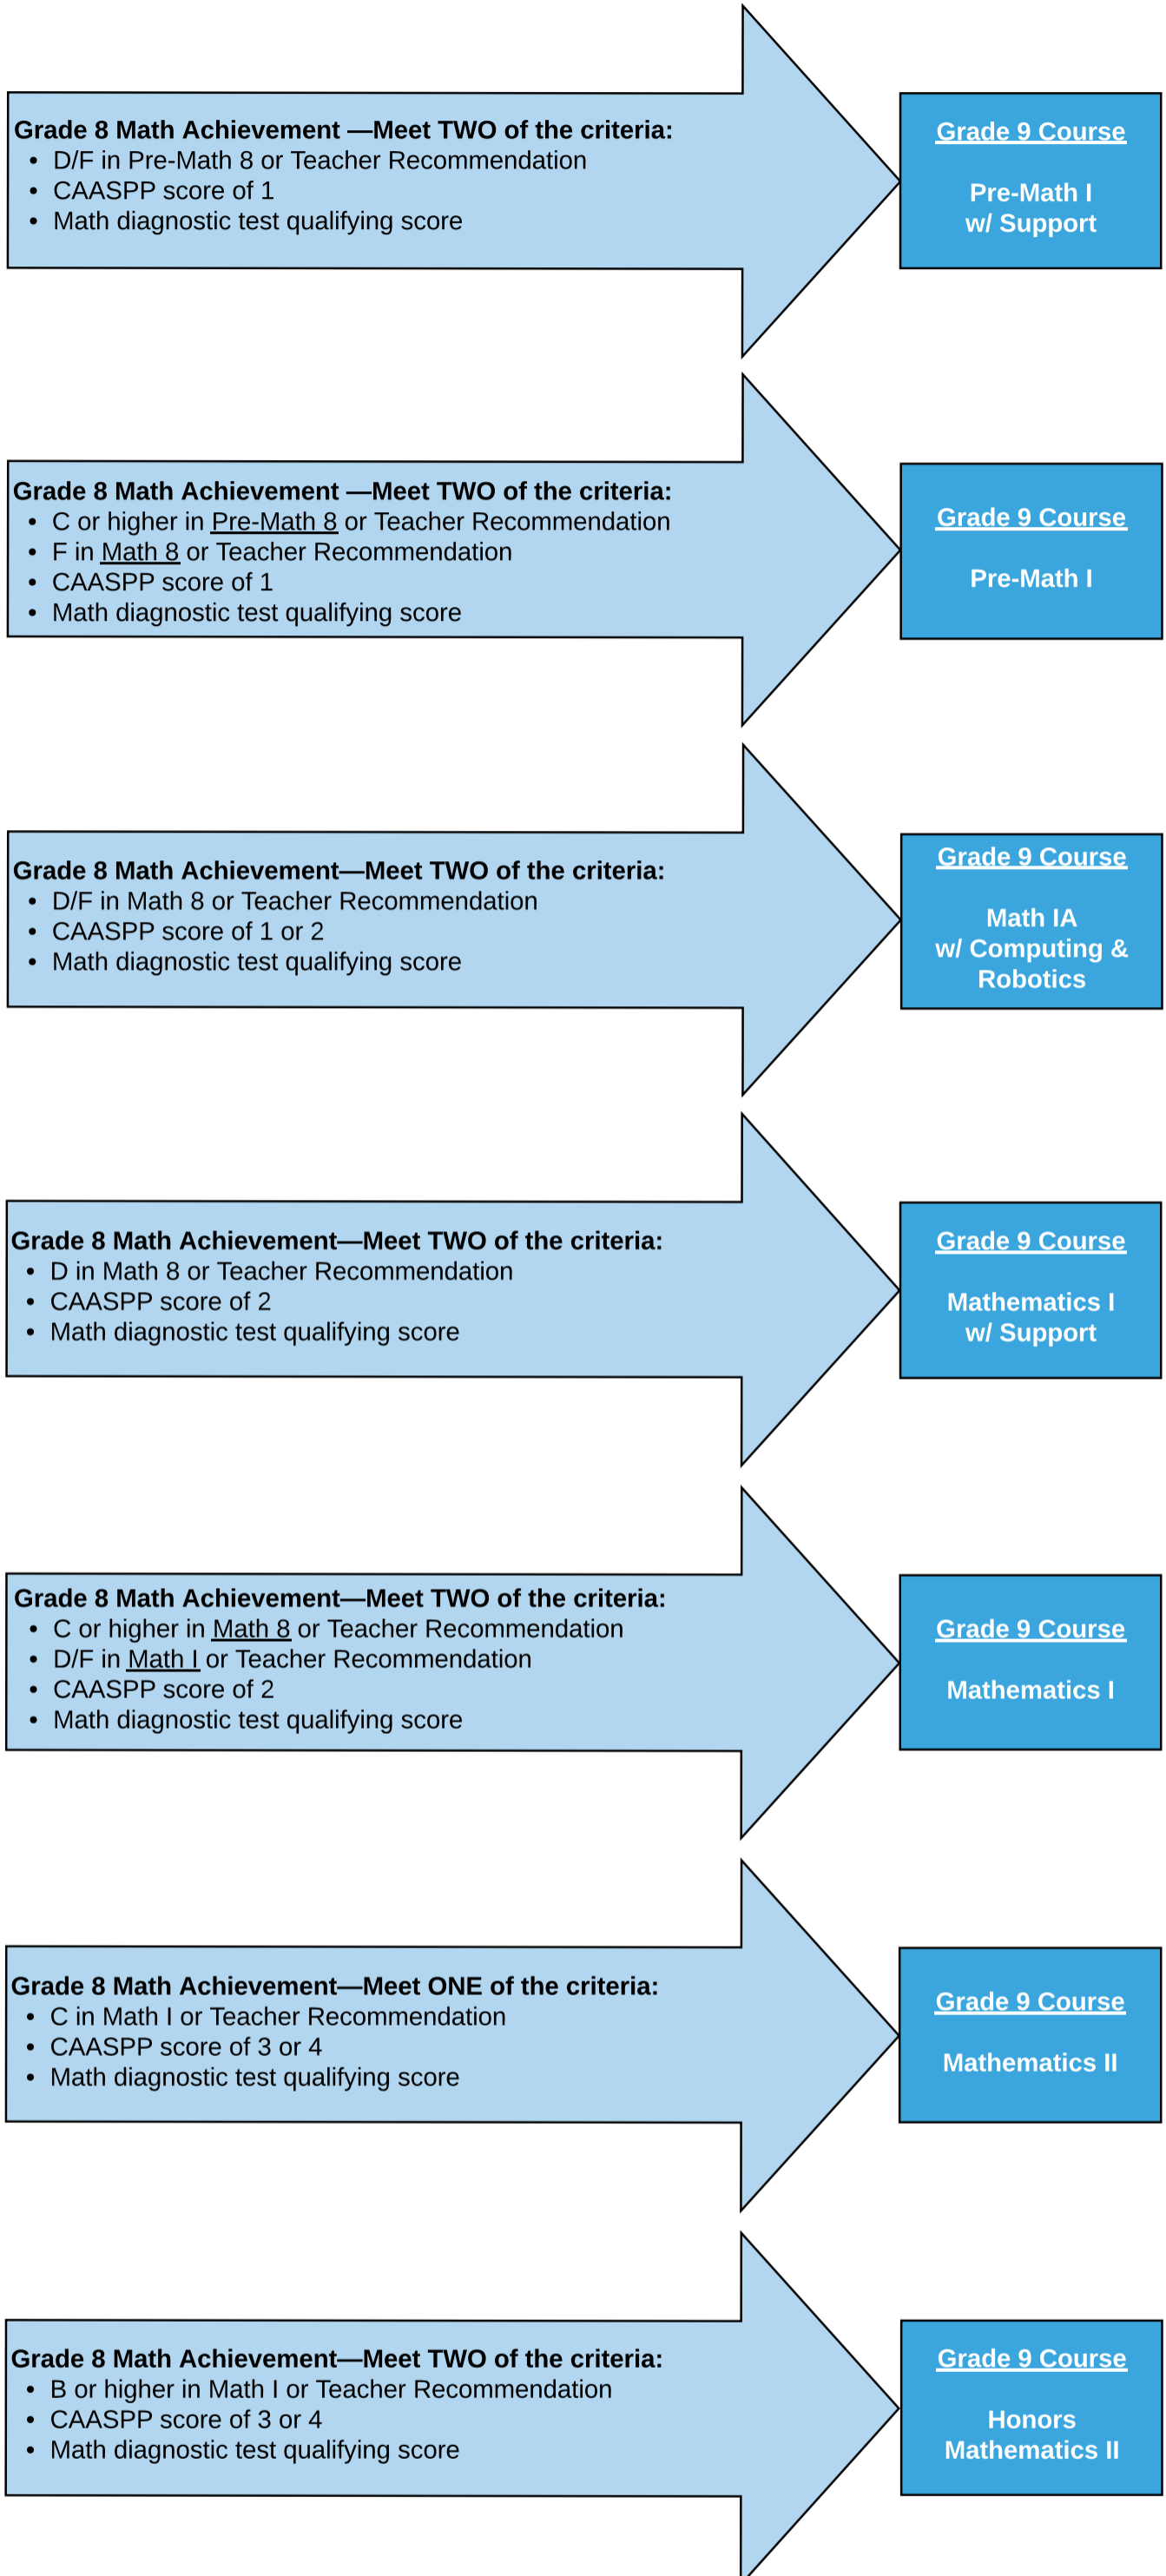 Grade 8 Math Achievement —Meet TWO of the criteria:
• D/F in Pre-Math 8 or Teacher Recommendation
• CAASPP score of 1
• Math diagnostic test qualifying score
Grade 9 Course
Pre-Math I
w/ Support
Grade 8 Math Achievement —Meet TWO of the criteria:
• C or higher in Pre-Math 8 or Teacher Recommendation
• F in Math 8 or Teacher Recommendation
• CAASPP score of 1
• Math diagnostic test qualifying score
Grade 9 Course
Pre-Math I
Grade 8 Math Achievement—Meet TWO of the criteria:
• D/F in Math 8 or Teacher Recommendation
• CAASPP score of 1 or 2
• Math diagnostic test qualifying score
Grade 9 Course
Math IA
w/ Computing &
Robotics
Grade 8 Math Achievement—Meet TWO of the criteria:
• D in Math 8 or Teacher Recommendation
• CAASPP score of 2
• Math diagnostic test qualifying score
Grade 9 Course
Mathematics I
w/ Support
Grade 8 Math Achievement—Meet TWO of the criteria:
• C or higher in Math 8 or Teacher Recommendation
• D/F in Math I or Teacher Recommendation
• CAASPP score of 2
• Math diagnostic test qualifying score
Grade 9 Course
Mathematics I
Grade 8 Math Achievement—Meet ONE of the criteria:
• C in Math I or Teacher Recommendation
• CAASPP score of 3 or 4
• Math diagnostic test qualifying score
Grade 9 Course
Mathematics II
Grade 8 Math Achievement—Meet TWO of the criteria:
• B or higher in Math I or Teacher Recommendation
• CAASPP score of 3 or 4
• Math diagnostic test qualifying score
Grade 9 Course
Honors
Mathematics II